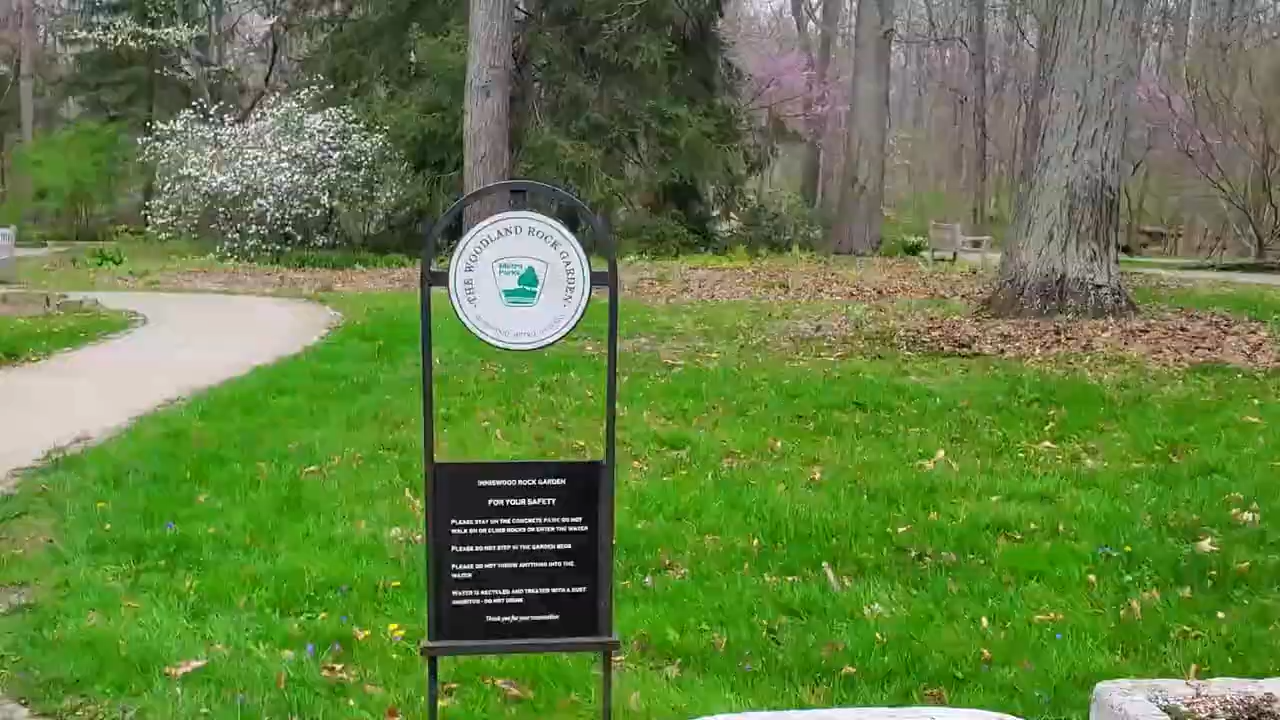 THE WOODLAND ROCK GARDEN
Metro
Parks
INNISWOOD ROCK GARDEN
FOR YOUR SAFETY
PLEASE STAY ON THE CONCRETE PATH. DO NOT
WALK ON OR CLIMB ROCKS OR ENTER THE WATER
PLEASE DO NOT STEP IN THE GARDEN BEDS
PLEASE DO NOT THROW ANYTHING INTO THE
WATER
WATER IS RECYCLED AND TREATED WITH A RUST
INHIBITOR - DO NOT DRINK
Thank you for your